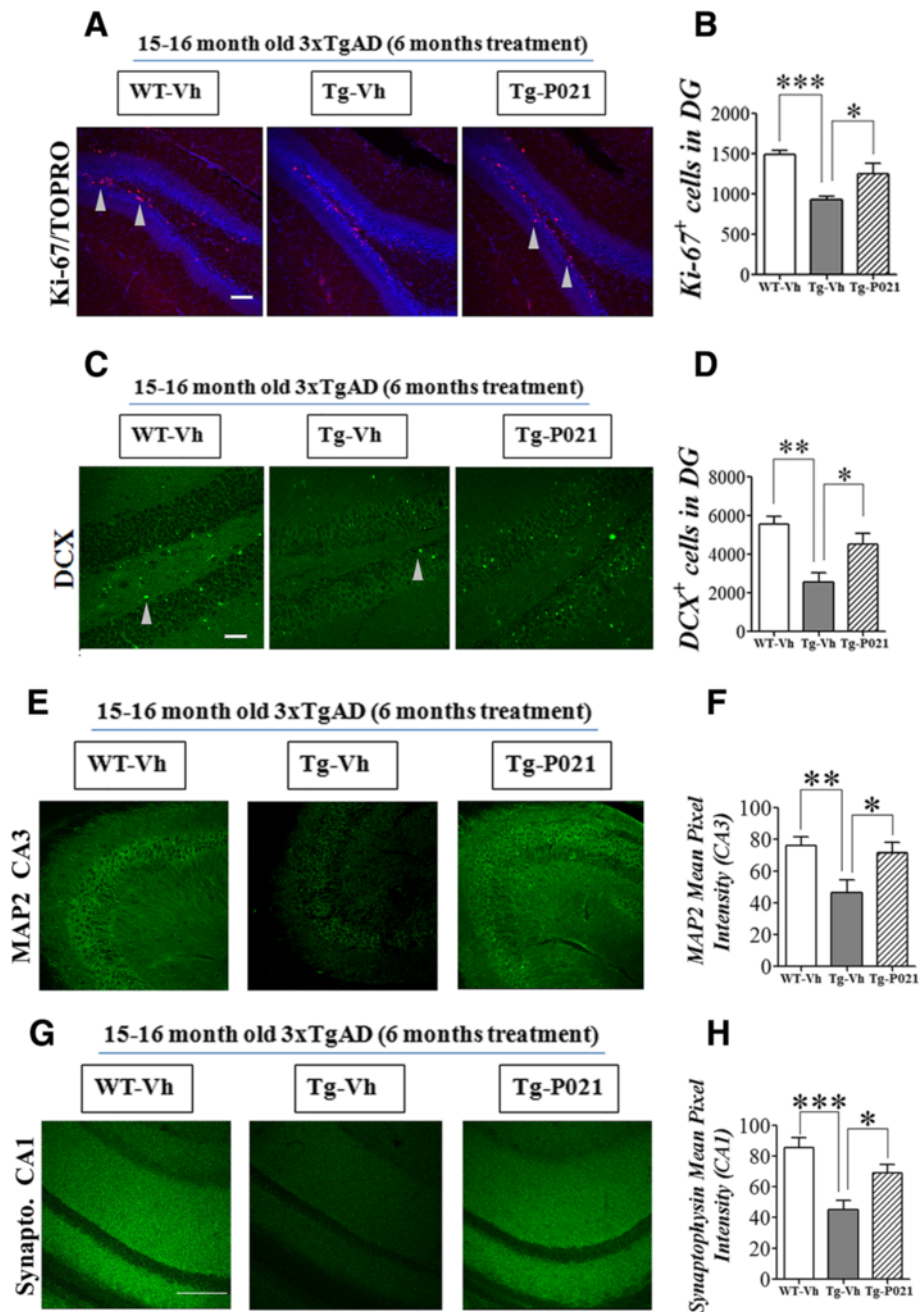 A
15-16 month old 3xTgAD (6 months treatment)
WT-Vh
Tg-Vh
Tg-P021
Ki-67/TOPRO
B
***
*
Ki-67+ cells in DG
2000
1500
1000
500
0
WT-Vh Tg-Vh Tg-P021
C
15-16 month old 3xTgAD (6 months treatment)
WT-Vh
Tg-Vh
Tg-P021
DCX
D
**
*
DCX+ cells in DG
8000
6000
4000
2000
0
WT-Vh Tg-Vh Tg-P021
E
15-16 month old 3xTgAD (6 months treatment)
WT-Vh
Tg-Vh
Tg-P021
MAP2 CA3
F
**
*
MAP2 Mean Pixel
Intensity (CA3)
100
80
60
40
20
0
WT-Vh Tg-Vh Tg-P021
G
15-16 month old 3xTgAD (6 months treatment)
WT-Vh
Tg-Vh
Tg-P021
Synapto. CA1
H
***
*
Synaptophysin Mean Pixel
Intensity (CA1)
100
80
60
40
20
0
WT-Vh Tg-Vh Tg-P021